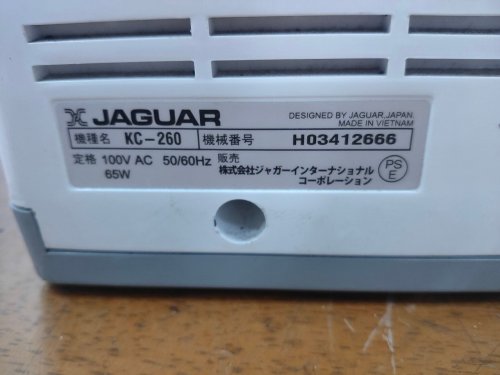 JAGUAR
DESIGNED BY JAGUAR,JAPAN
MADE IN VIETNAM
機種名 KC-260 機械番号 H03412666
定格 100V AC 50/60Hz 販売
65W 株式会社ジャガーインターナショナル
コーポレーション
PS
E